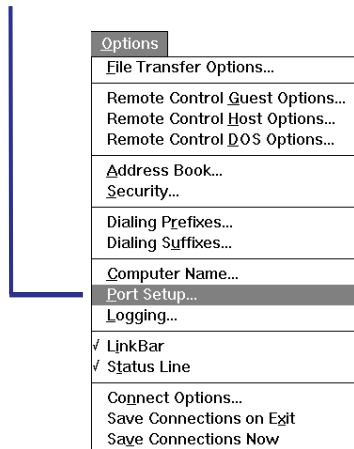 Options
File Transfer Options...
Remote Control Guest Options...
Remote Control Host Options...
Remote Control DOS Options...
Address Book...
Security...
Dialing Prefixes...
Dialing Suffixes...
Computer Name...
Port Setup...
Logging...
√ LinkBar
√ Status Line
Connect Options...
Save Connections on Exit
Save Connections Now